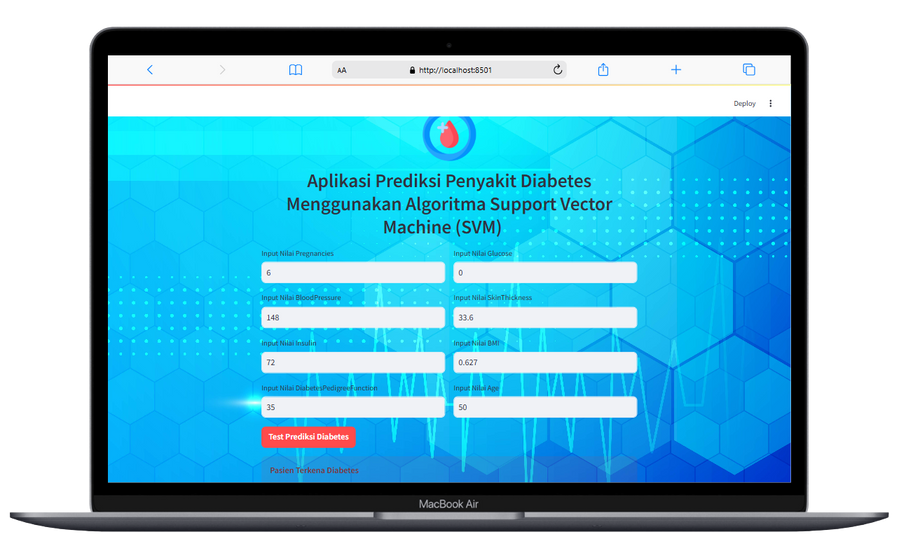 AA
http://localhost:8501
Deploy
Aplikasi Prediksi Penyakit Diabetes
Menggunakan Algoritma Support Vector
Machine (SVM)
Input Nilai Pregnancies
Input Nilai Glucose
6
0
Input Nilai BloodPressure
Input Nilai SkinThickness
148
33.6
Input Nilai Insulin
Input Nilai BMI
72
0.627
Input Nilai DiabetesPedigreeFunction
Input Nilai Age
35
50
Test Prediksi Diabetes
Pasien Terkena Diabetes
MacBook Air